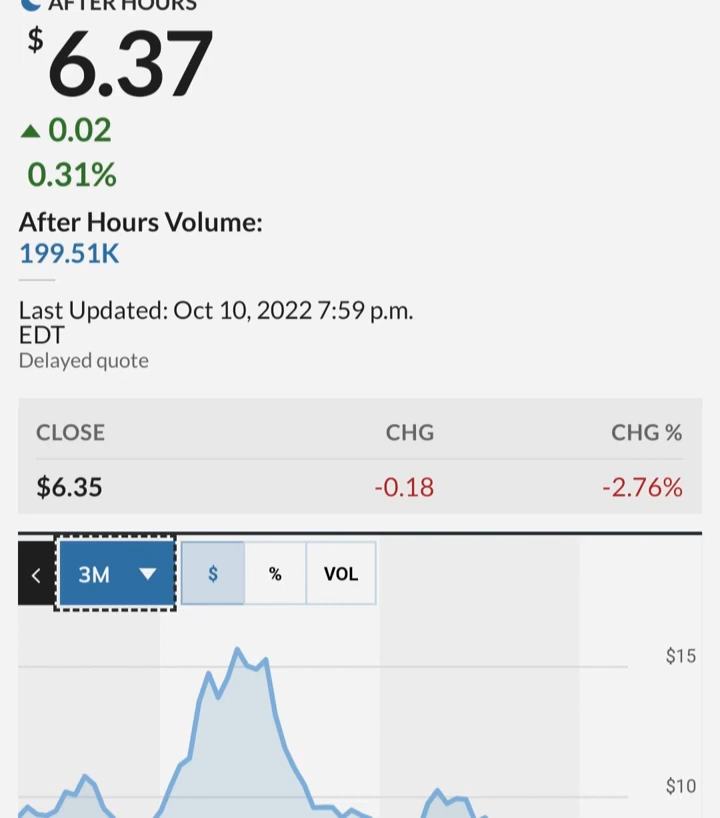 AFTER HOURS
$6.37
0.02
0.31%
After Hours Volume:
199.51K
Last Updated: Oct 10, 2022 7:59 p.m.
EDT
Delayed quote
CLOSE CHG CHG %
$6.35 -0.18 -2.76%
3M $ % VOL
$15
$10